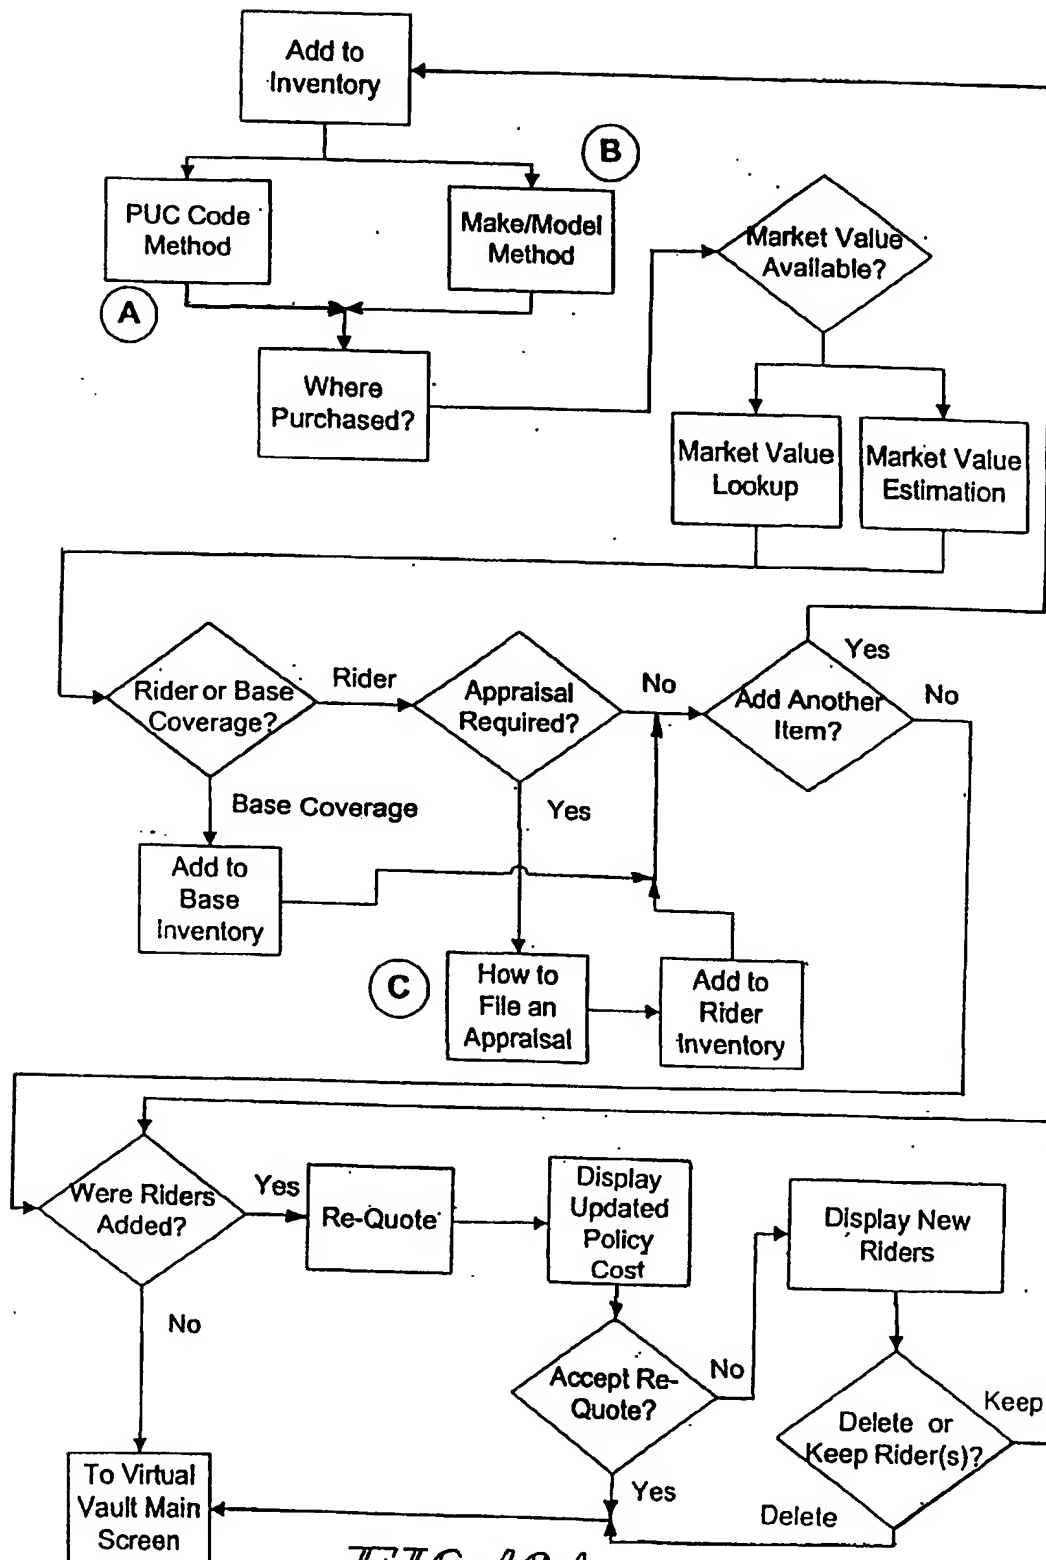 Add to
Inventory
B
PUC Code
Method
Make/Model
Method
Market Value
Available?
A
Where
Purchased?
Market Value
Lookup
Market Value
Estimation
Rider or Base
Coverage?
Rider
Appraisal
Required?
No
Yes
Add Another
Item?
No
Base Coverage
Yes
Add to
Base
Inventory
C
How to
File an
Appraisal
Add to
Rider
Inventory
Were Riders
Added?
Yes
Re-Quote
Display
Updated
Policy
Cost
Display New
Riders
No
Accept Re-
Quote?
No
Delete or
Keep Rider(s)?
Keep
To Virtual
Vault Main
Screen
Yes
Delete